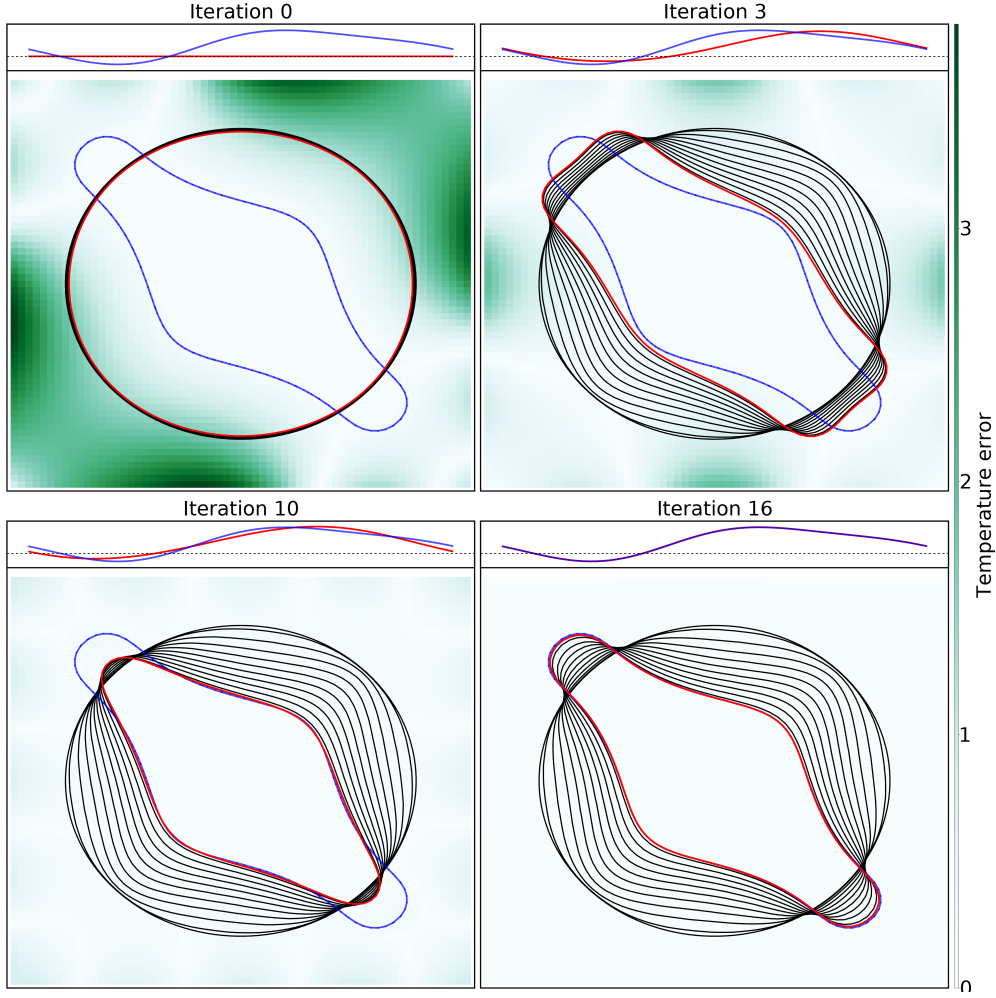 Iteration 0
Iteration 3
Iteration 10
Iteration 16
3
2
1
0
Temperature error